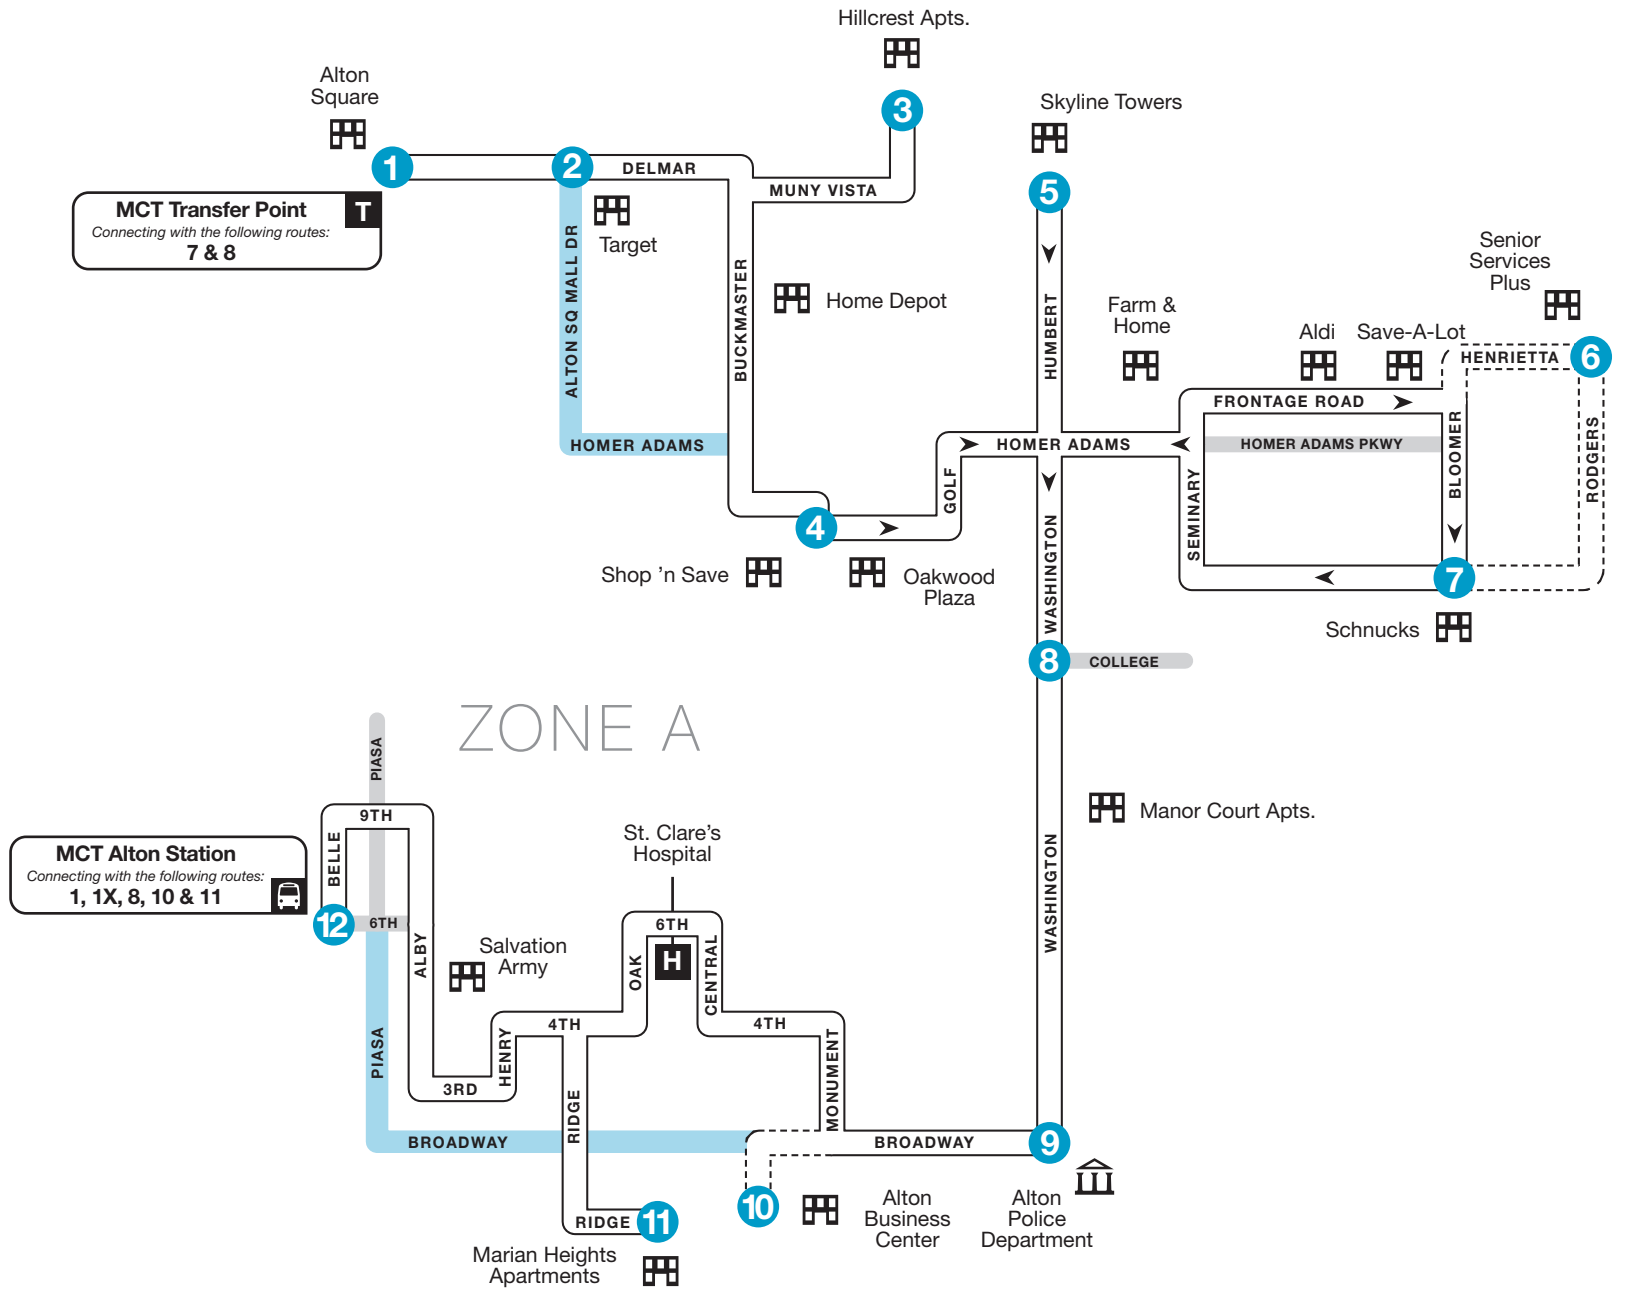 Hillcrest Apts.
3
Alton
Square
Skyline Towers
1
2
DELMAR
MUNY VISTA
5
MCT Transfer Point
T
Connecting with the following routes:
7 & 8
ALTON SQ MALL DR
Target
BUCKMASTER
Home Depot
HUMBERT
Farm &
Home
Aldi
Save-A-Lot
Senior
Services
Plus
HENRIETTA
6
FRONTAGE ROAD
HOMER ADAMS
HOMER ADAMS
HOMER ADAMS PKWY
BLOOMER
RODGERS
GOLF
SEMINARY
4
WASHINGTON
7
Shop ’n Save
Oakwood
Plaza
Schnucks
8
COLLEGE
ZONE A
PIASA
9TH
BELLE
MCT Alton Station
Connecting with the following routes:
1, 1X, 8, 10 & 11
12
6TH
ALBY
Salvation
Army
St. Clare’s
Hospital
6TH
H
OAK
CENTRAL
Manor Court Apts.
WASHINGTON
4TH
4TH
HENRY
3RD
PIASA
RIDGE
MONUMENT
BROADWAY
BROADWAY
9
10
RIDGE
11
Alton
Business
Center
Alton
Police
Department
Marian Heights
Apartments